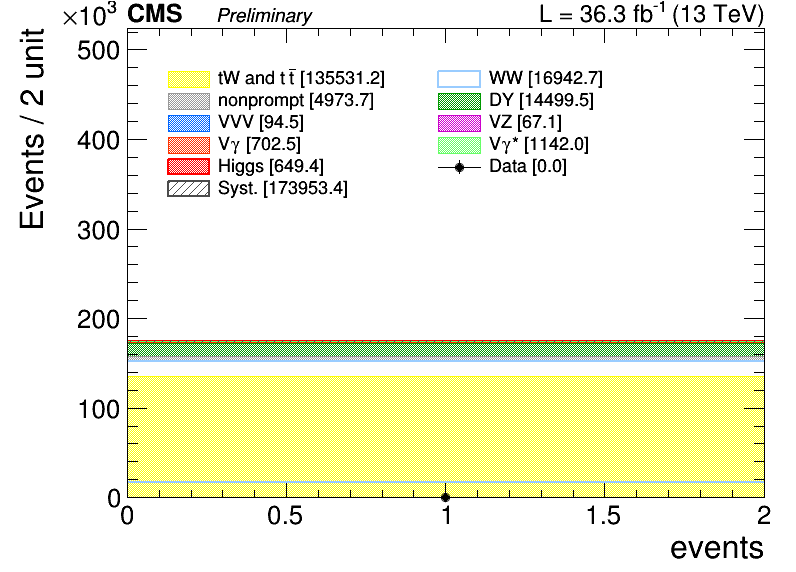 ×10³ CMS Preliminary L = 36.3 fb⁻¹ (13 TeV)
Events / 2 unit
500
400
300
200
100
0
tW and tt̅ [135531.2]
WW [16942.7]
nonprompt [4973.7]
DY [14499.5]
VVV [94.5]
VZ [67.1]
Vγ [702.5]
Vγ* [1142.0]
Higgs [649.4]
Data [0.0]
Syst. [173953.4]
0 0.5 1 1.5 2
events